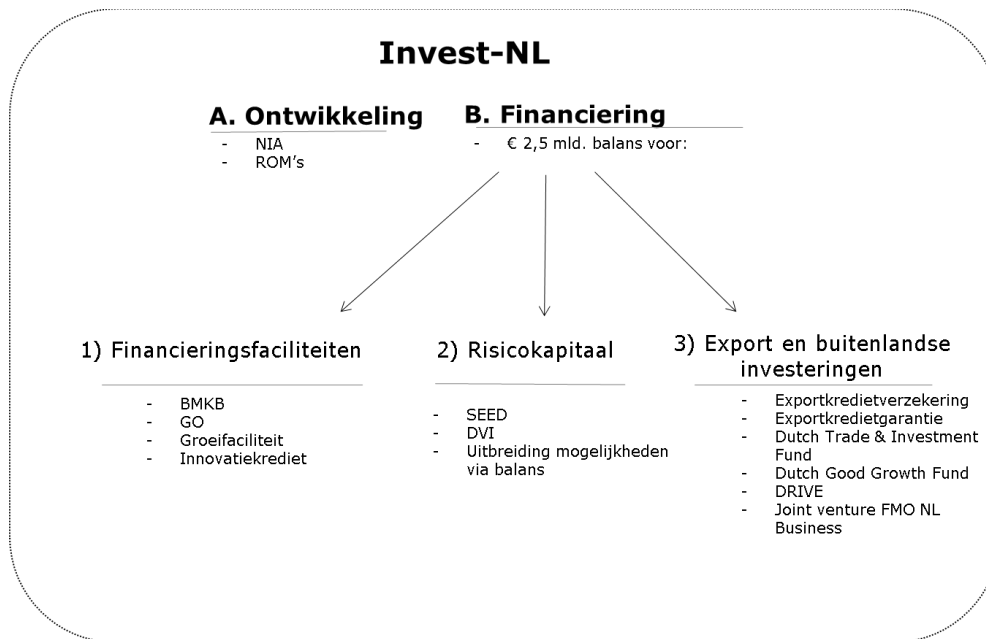 Invest-NL
A. Ontwikkeling
- NIA
- ROM’s
B. Financiering
- € 2,5 mld. balans voor:
1) Financieringsfaciliteiten
- BMKB
- GO
- Groeifaciliteit
- Innovatiekrediet
2) Risicokapitaal
- SEED
- DVI
- Uitbreiding mogelijkheden
via balans
3) Export en buitenlandse
investeringen
- Exportkredietverzekering
- Exportkredietgarantie
- Dutch Trade & Investment
Fund
- Dutch Good Growth Fund
- DRIVE
- Joint venture FMO NL
Business